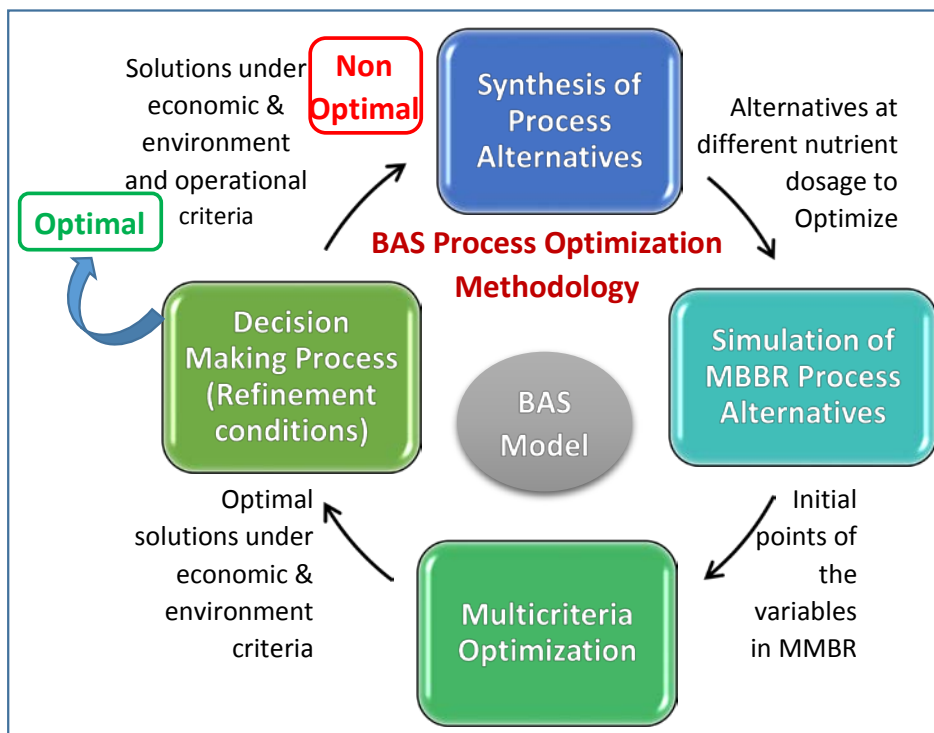 Solutions under
economic &
environment
and operational
criteria
Non
Optimal
Optimal
Synthesis of
Process
Alternatives
Alternatives at
different nutrient
dosage to
Optimize
BAS Process Optimization
Methodology
Decision
Making Process
(Refinement
conditions)
BAS
Model
Simulation of
MBBR Process
Alternatives
Optimal
solutions under
economic &
environment
criteria
Multicriteria
Optimization
Initial
points of
the
variables
in MMBR